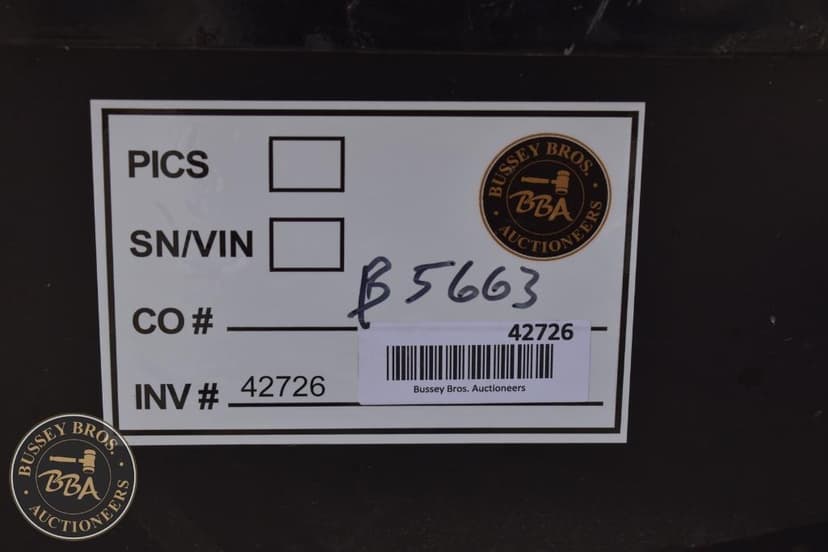 PICS
BUSSEY BROS.
BBA
AUCTIONEERS
SN/VIN
B5663
CO #
42726
INV # 42726
Bussey Bros. Auctioneers
BUSSEY BROS.
BBA
AUCTIONEERS